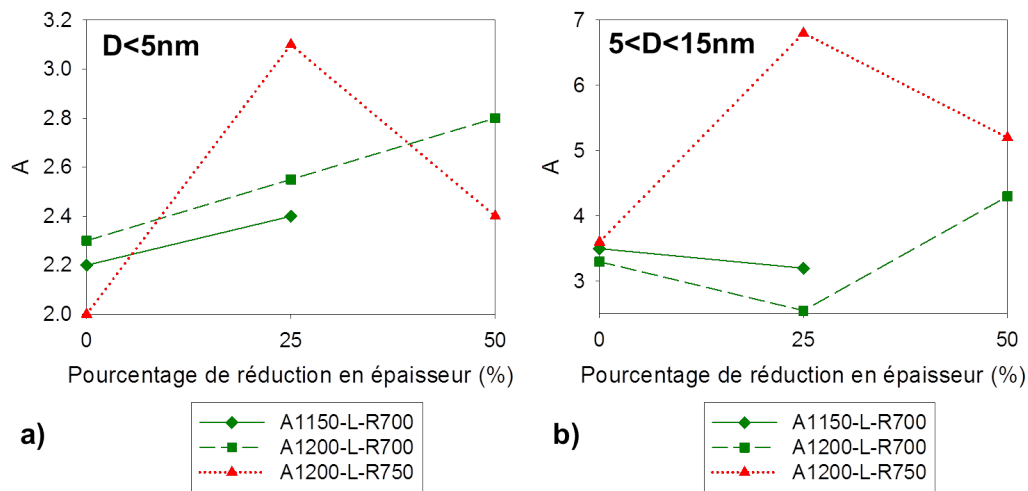 D<5nm
3.2
3.0
2.8
2.6
2.4
2.2
2.0
A
0
25
50
Pourcentage de réduction en épaisseur (%)
a)
A1150-L-R700
A1200-L-R700
A1200-L-R750
5<D<15nm
7
6
5
4
3
A
0
25
50
Pourcentage de réduction en épaisseur (%)
b)
A1150-L-R700
A1200-L-R700
A1200-L-R750